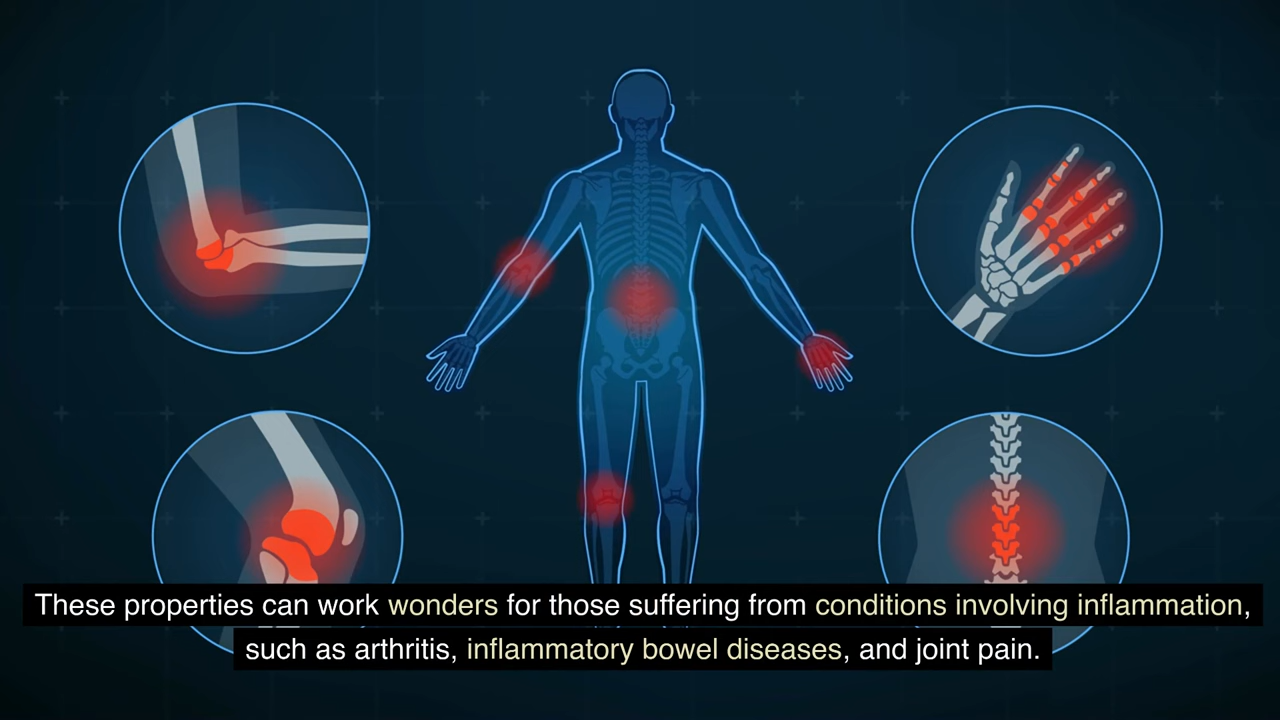 These properties can work wonders for those suffering from conditions involving inflammation,
such as arthritis, inflammatory bowel diseases, and joint pain.